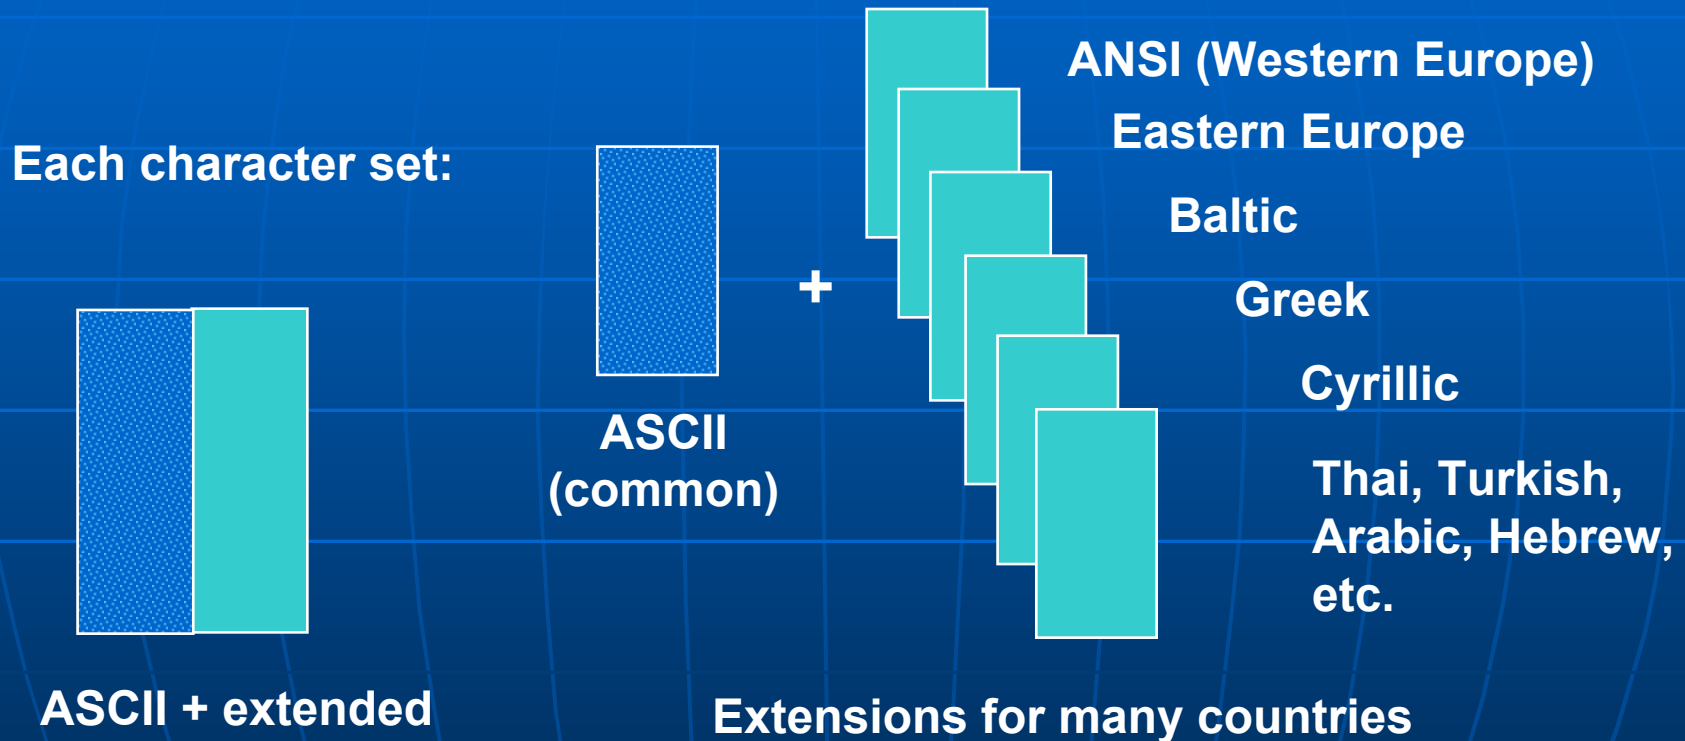 Each character set:
ASCII + extended
ASCII
(common)
+
ANSI (Western Europe)
Eastern Europe
Baltic
Greek
Cyrillic
Thai, Turkish,
Arabic, Hebrew,
etc.
Extensions for many countries